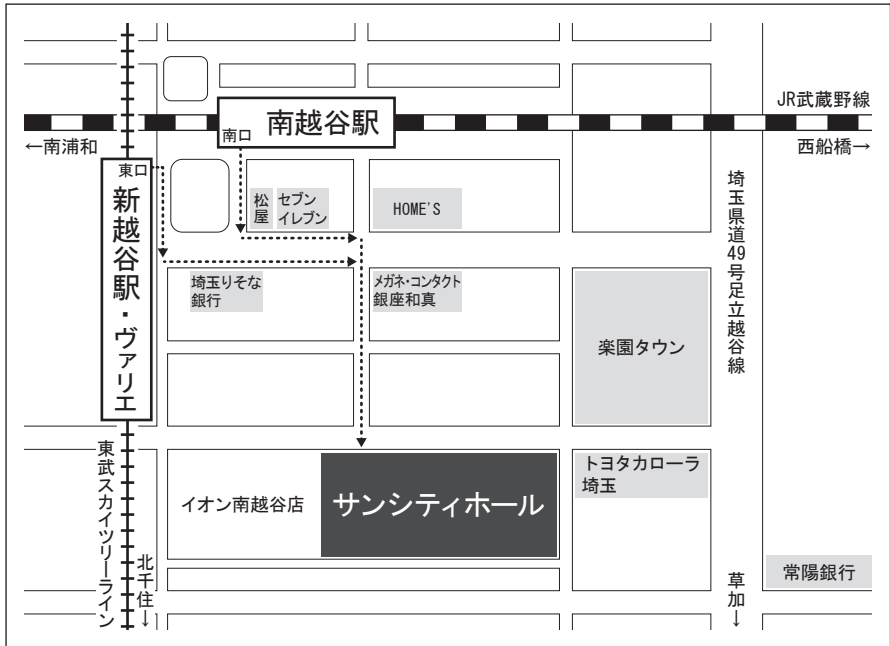 JR武蔵野線
南越谷駅
南口
←南浦和
西船橋→
東口
新越谷駅・ヴァリエ
松屋
セブン
イレブン
HOME'S
埼玉県道49号足立越谷線
埼玉りそな
銀行
メガネ・コンタクト
銀座和真
楽園タウン
東武スカイツリーライン
イオン南越谷店
サンシティホール
トヨタカローラ
埼玉
北千住↓
草加↓
常陽銀行